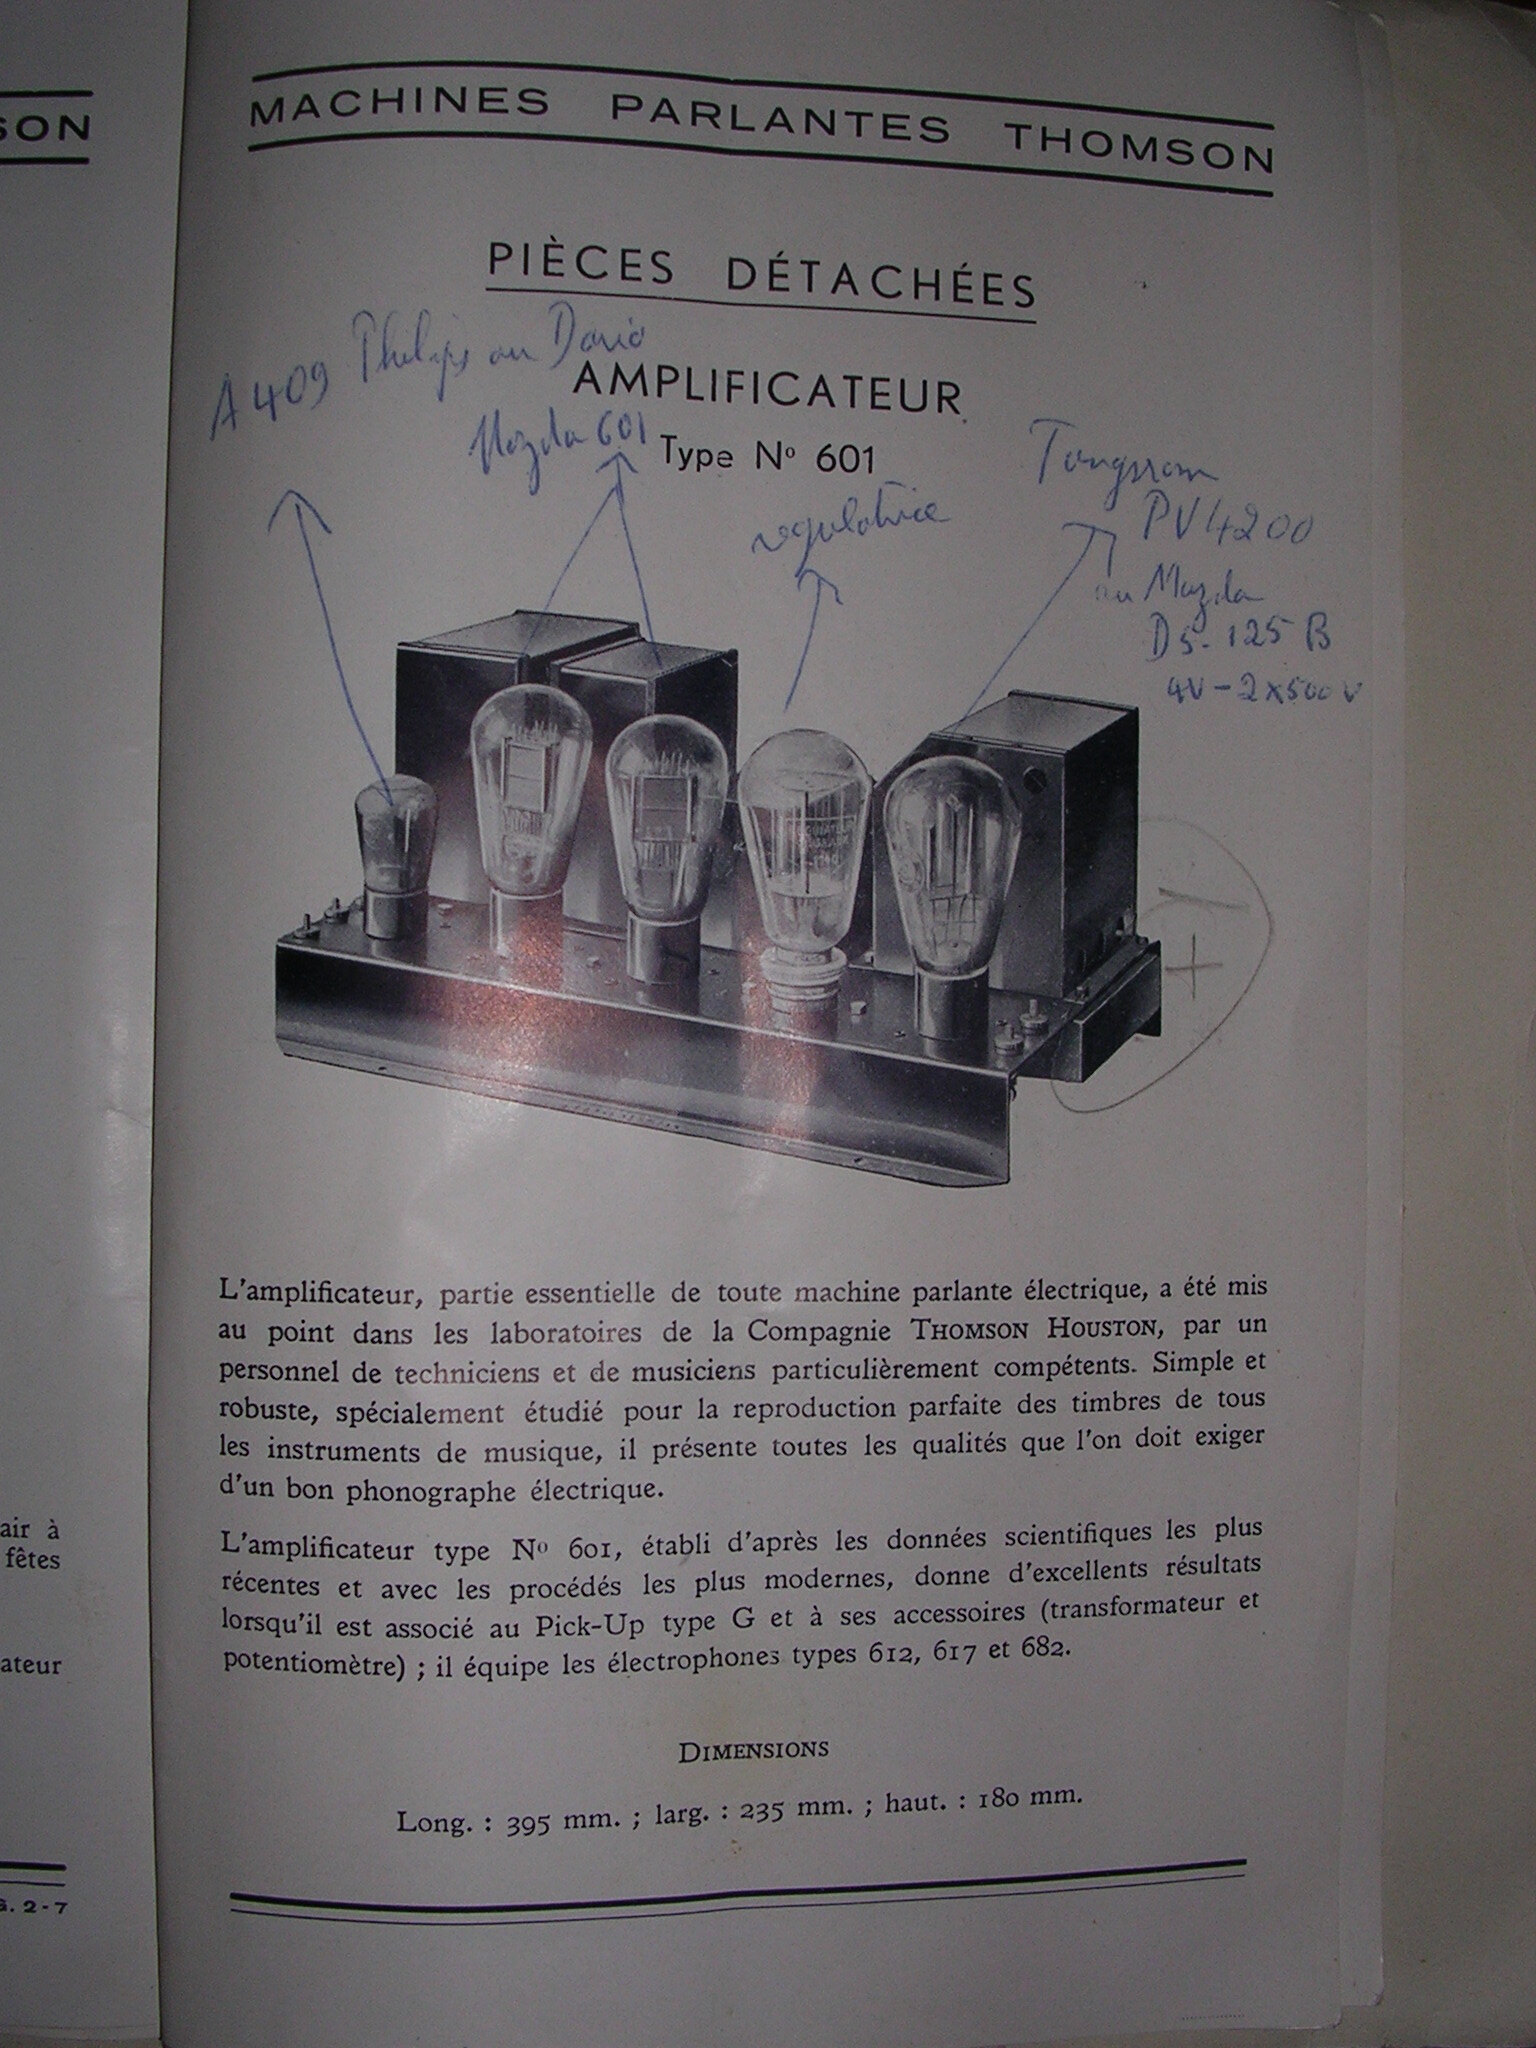 SON
MACHINES PARLANTES THOMSON
PIÈCES DÉTACHÉES
A409 Philips ou Dario
AMPLIFICATEUR
Mazda 601
Type Nº 601
Tungsram
PV4200
regulatrice
ou Mazda
D5-125 B
4V-2x500V
-
+
L'amplificateur, partie essentielle de toute machine parlante électrique, a été mis
au point dans les laboratoires de la Compagnie THOMSON HOUSTON, par un
personnel de techniciens et de musiciens particulièrement compétents. Simple et
robuste, spécialement étudié pour la reproduction parfaite des timbres de tous
les instruments de musique, il présente toutes les qualités que l'on doit exiger
d'un bon phonographe électrique.
L'amplificateur type Nº 601, établi d'après les données scientifiques les plus
récentes et avec les procédés les plus modernes, donne d'excellents résultats
lorsqu'il est associé au Pick-Up type G et à ses accessoires (transformateur et
potentiomètre) ; il équipe les électrophones types 612, 617 et 682.
DIMENSIONS
Long. : 395 mm. ; larg. : 235 mm. ; haut. : 180 mm.
air à
fêtes
ateur
G. 2-7